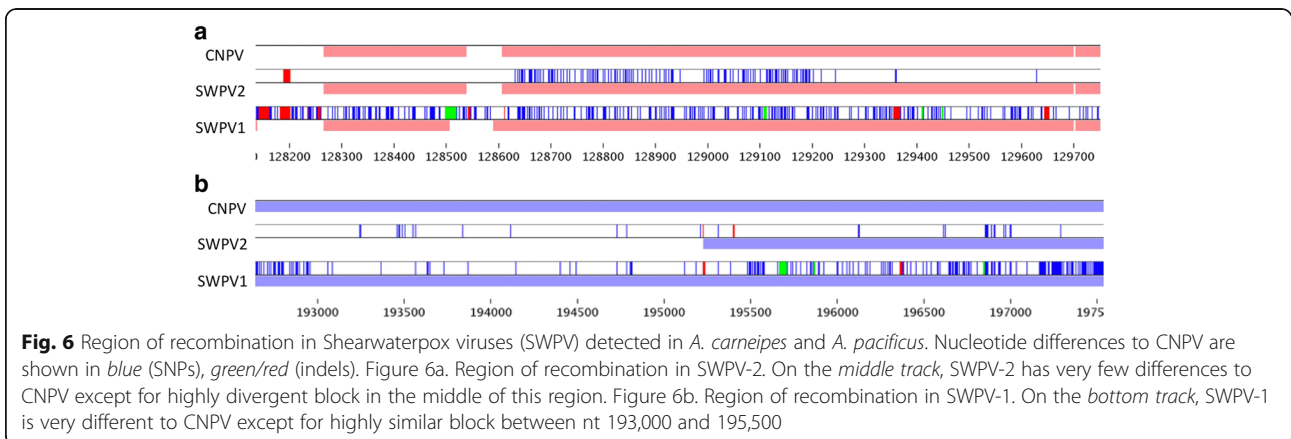 a
CNPV
SWPV2
SWPV1
) 128200 128300 128400 128500 128600 128700 128800 128900 129000 129100 129200 129300 129400 129500 129600 129700
b
CNPV
SWPV2
SWPV1
193000 193500 194000 194500 195000 195500 196000 196500 197000 1975
Fig. 6 Region of recombination in Shearwaterpox viruses (SWPV) detected in A. carneipes and A. pacificus. Nucleotide differences to CNPV are
shown in blue (SNPs), green/red (indels). Figure 6a. Region of recombination in SWPV-2. On the middle track, SWPV-2 has very few differences to
CNPV except for highly divergent block in the middle of this region. Figure 6b. Region of recombination in SWPV-1. On the bottom track, SWPV-1
is very different to CNPV except for highly similar block between nt 193,000 and 195,500